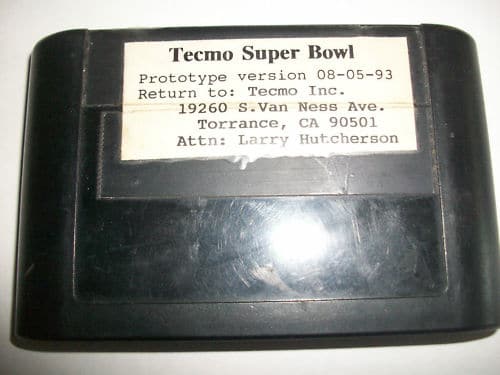 Tecmo Super Bowl
Prototype version 08-05-93
Return to: Tecmo Inc.
19260 S.Van Ness Ave.
Torrance, CA 90501
Attn: Larry Hutcherson